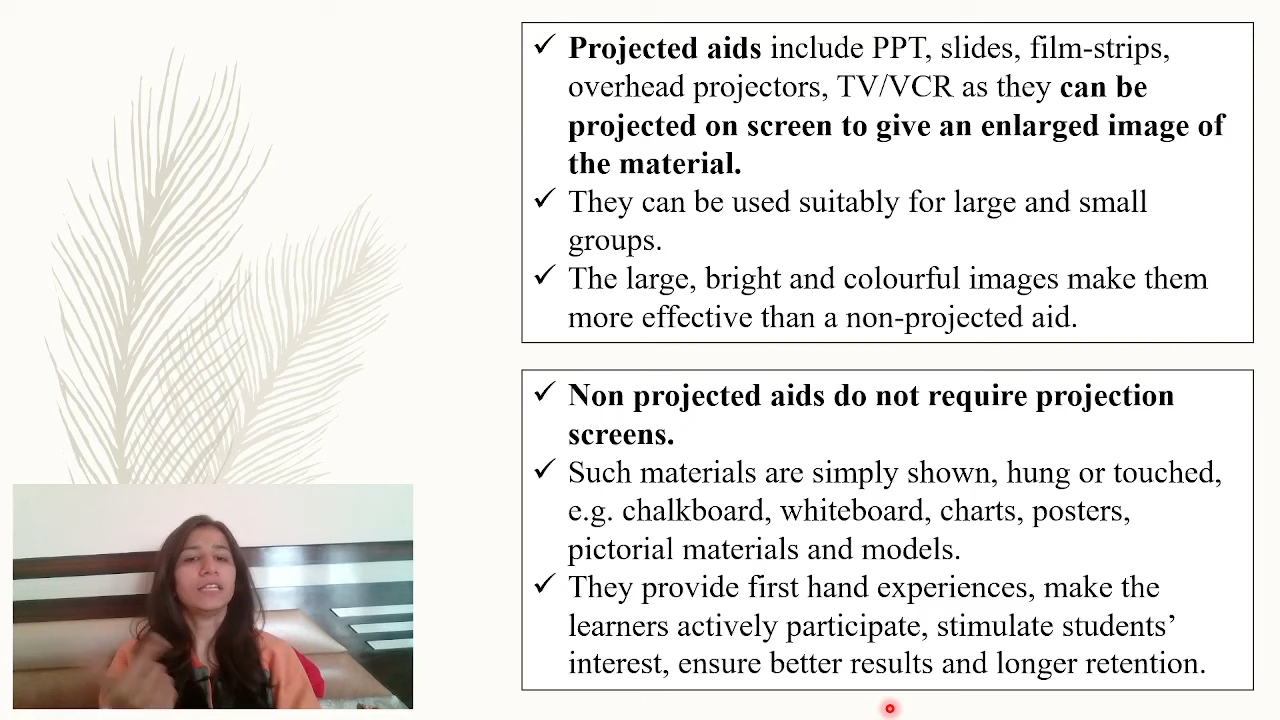 ✓ Projected aids include PPT, slides, film-strips,
overhead projectors, TV/VCR as they can be
projected on screen to give an enlarged image of
the material.
✓ They can be used suitably for large and small
groups.
✓ The large, bright and colourful images make them
more effective than a non-projected aid.
✓ Non projected aids do not require projection
screens.
✓ Such materials are simply shown, hung or touched,
e.g. chalkboard, whiteboard, charts, posters,
pictorial materials and models.
✓ They provide first hand experiences, make the
learners actively participate, stimulate students’
interest, ensure better results and longer retention.